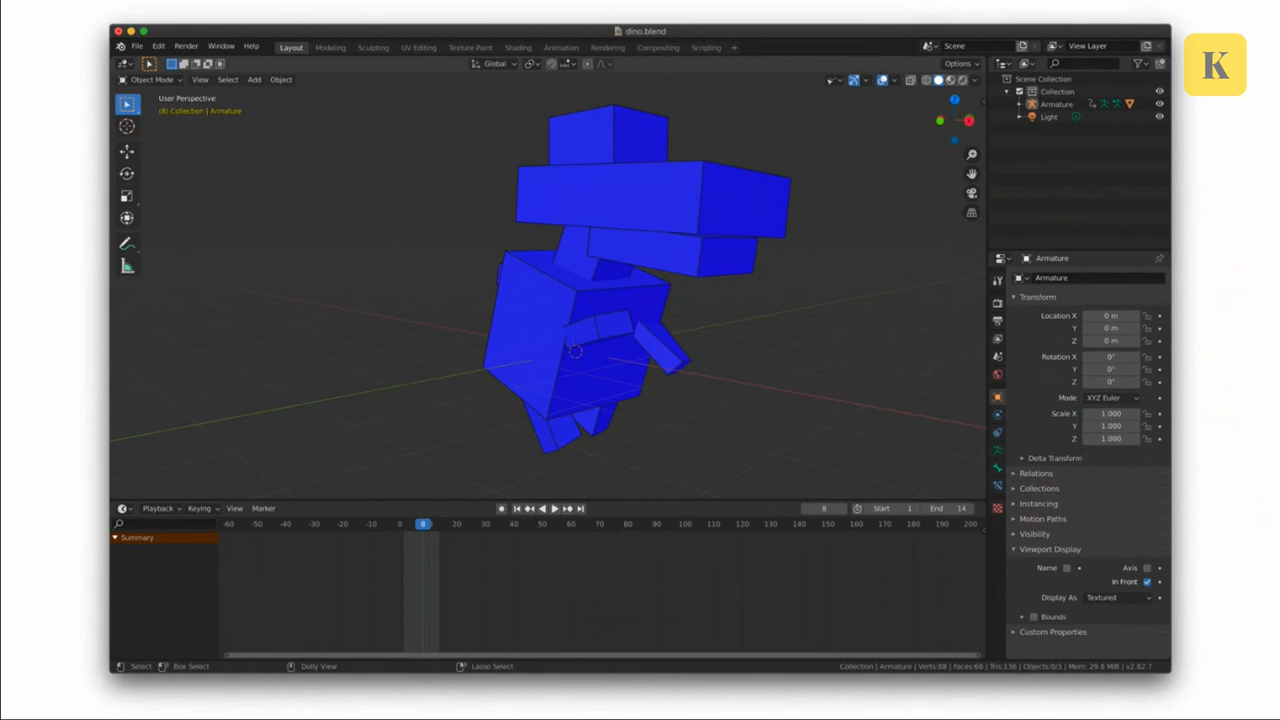 dino.blend
K
File Edit Render Window Help Layout Modeling Sculpting UV Editing Texture Paint Shading Animation Rendering Compositing Scripting + Scene View Layer
Global Options
Object Mode View Select Add Object
User Perspective
(8) Collection | Armature
Scene Collection
Collection
Armature
Light
Armature
Armature
Transform
Location X 0 m
Y 0 m
Z 0 m
Rotation X 0°
Y 0°
Z 0°
Mode XYZ Euler
Scale X 1.000
Y 1.000
Z 1.000
Delta Transform
Relations
Collections
Instancing
Motion Paths
Visibility
Viewport Display
Name Axis
In Front
Display As Textured
Bounds
Custom Properties
Playback Keying View Marker 8 Start 1 End 14
-60 -50 -40 -30 -20 -10 0 8 20 30 40 50 60 70 80 90 100 110 120 130 140 150 160 170 180 190 200
Summary
Select Box Select Dolly View Lasso Select Collection | Armature | Verts:88 | Faces:68 | Tris:136 | Objects:0/3 | Mem: 29.8 MiB | v2.82.7